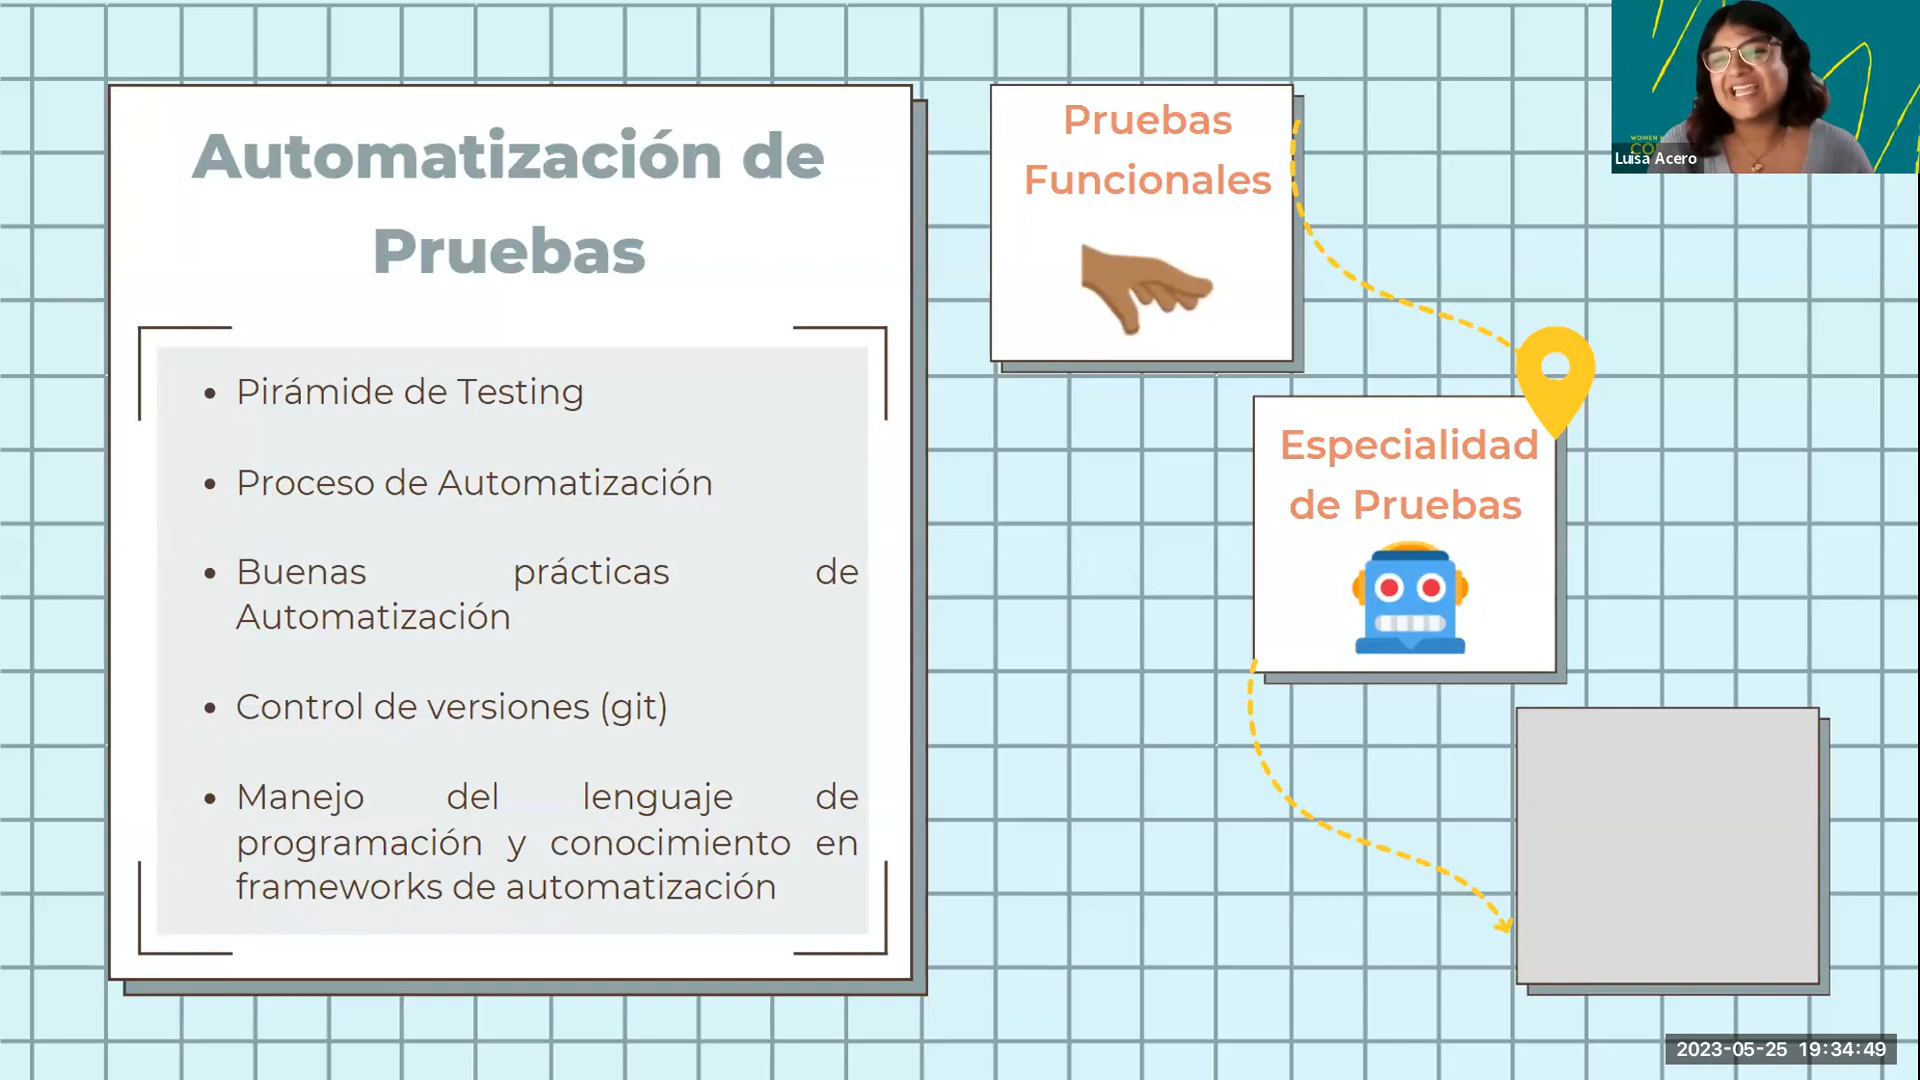 Automatización de
Pruebas
• Pirámide de Testing
• Proceso de Automatización
• Buenas prácticas de
Automatización
• Control de versiones (git)
• Manejo del lenguaje de
programación y conocimiento en
frameworks de automatización
Pruebas
Funcionales
Especialidad
de Pruebas
WOMEN
Luisa Acero
2023-05-25 19:34:49